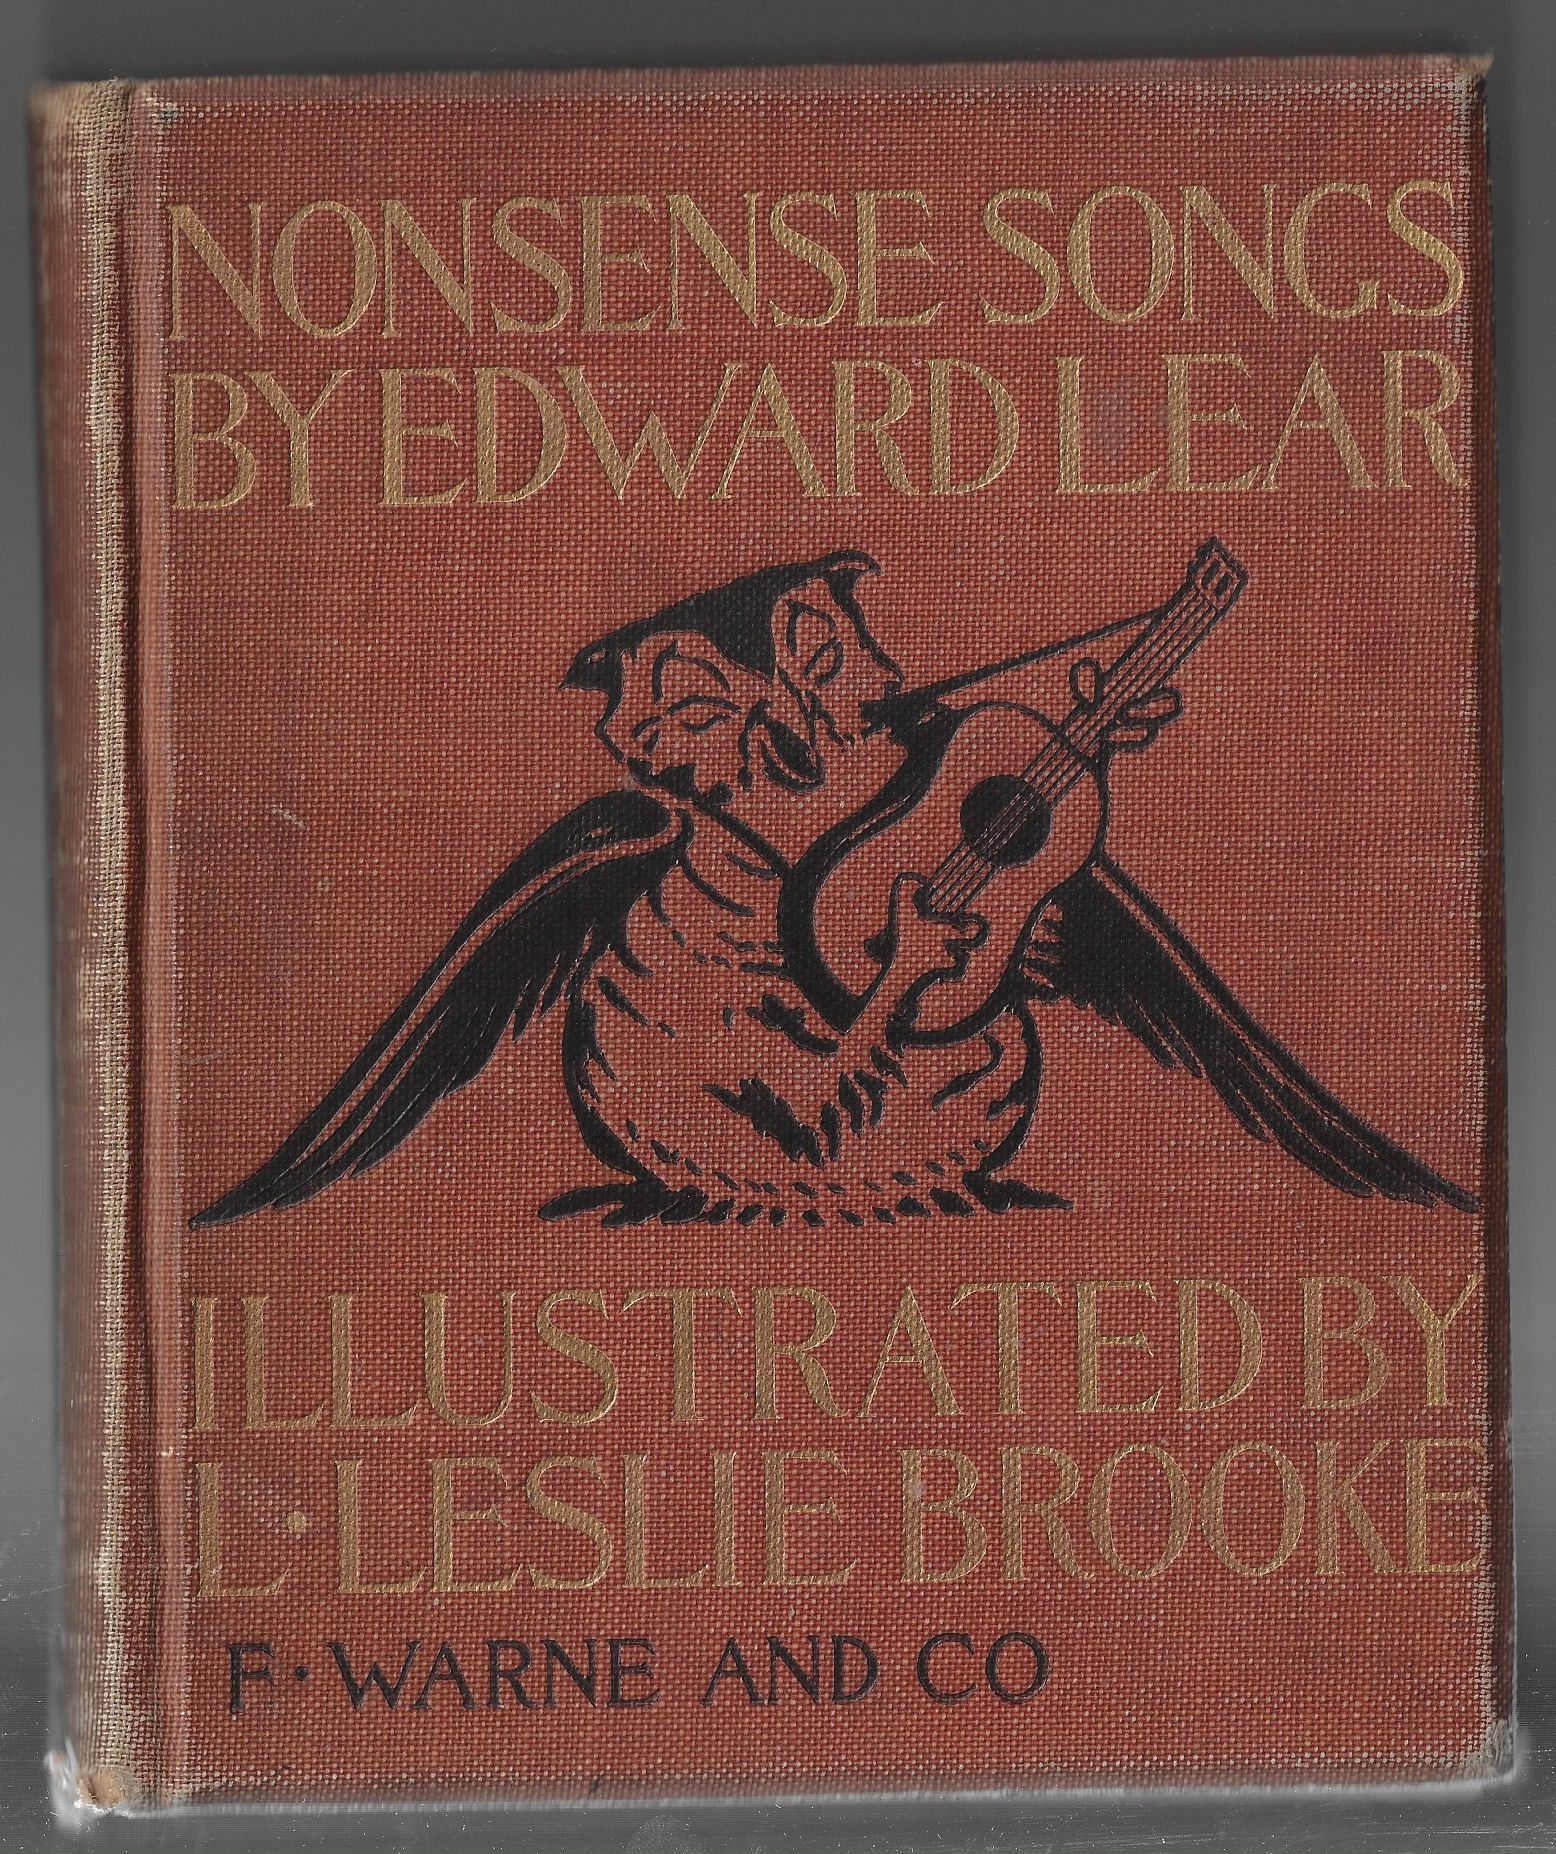 NONSENSE SONGS
BY EDWARD LEAR
ILLUSTRATED BY
L·LESLIE BROOKE
F·WARNE AND CO